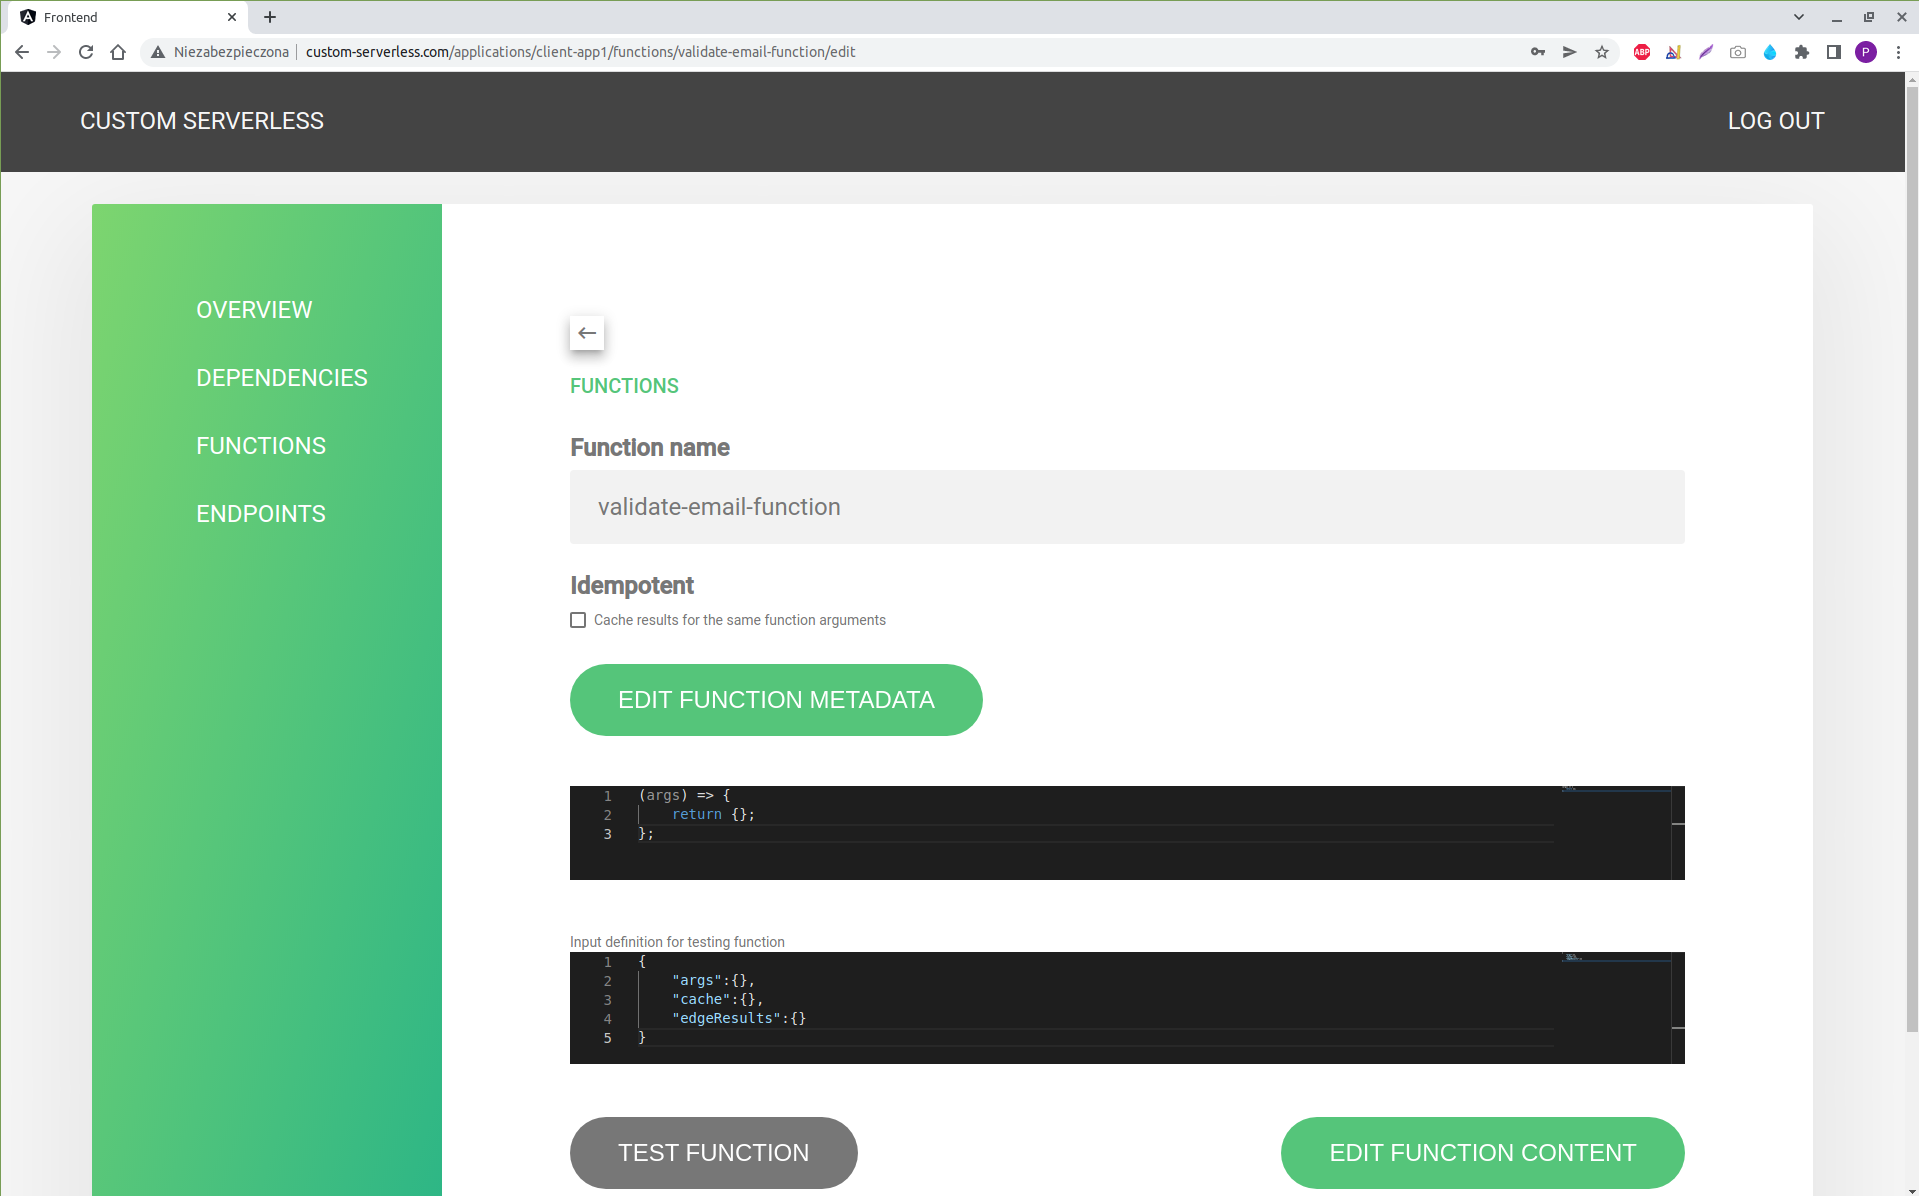 Frontend
Niezabezpieczona custom-serverless.com/applications/client-app1/functions/validate-email-function/edit
ABP
P
CUSTOM SERVERLESS
LOG OUT
OVERVIEW
DEPENDENCIES
FUNCTIONS
ENDPOINTS
FUNCTIONS
Function name
validate-email-function
Idempotent
Cache results for the same function arguments
EDIT FUNCTION METADATA
1 (args) => {
2 return {};
3 };
Input definition for testing function
1 {
2 "args":{},
3 "cache":{},
4 "edgeResults":{}
5 }
TEST FUNCTION
EDIT FUNCTION CONTENT